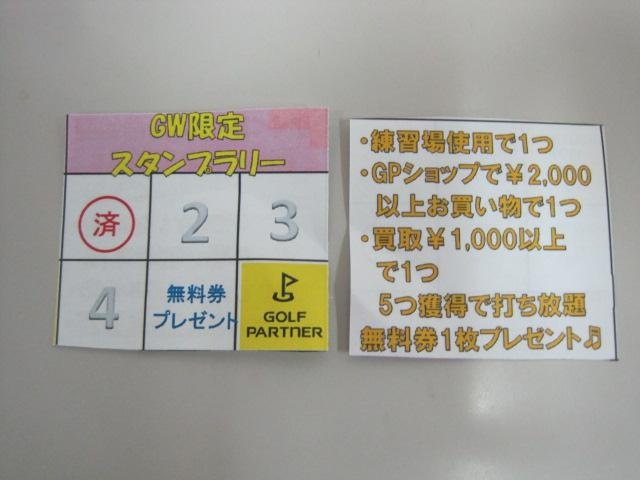 GW限定
スタンプラリー
済
2
3
4
無料券
プレゼント
GOLF
PARTNER
・練習場使用で1つ
・GPショップで￥2,000
以上お買い物で1つ
・買取￥1,000以上
で1つ
5つ獲得で打ち放題
無料券1枚プレゼント♫